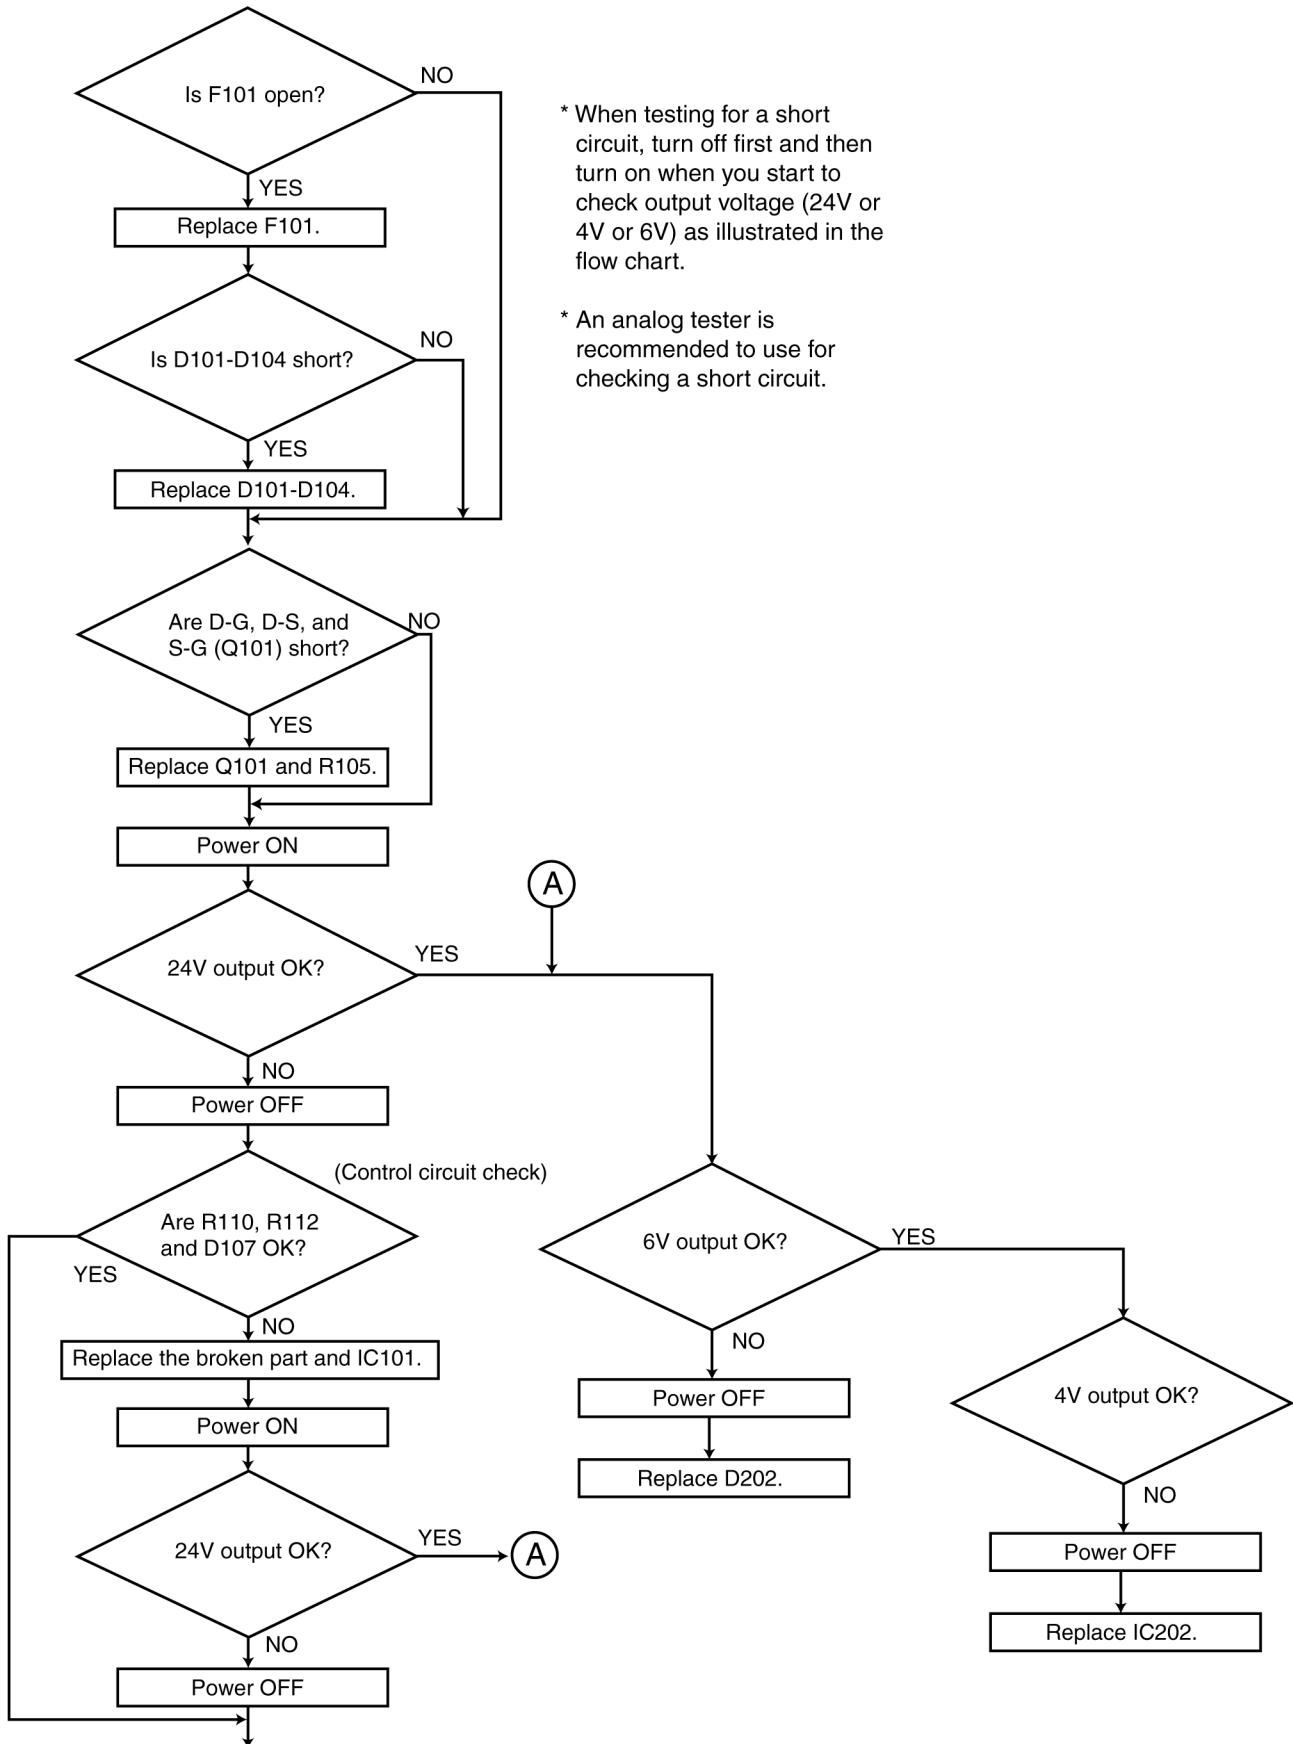 Is F101 open?
NO
* When testing for a short
circuit, turn off first and then
turn on when you start to
check output voltage (24V or
4V or 6V) as illustrated in the
flow chart.
* An analog tester is
recommended to use for
checking a short circuit.
YES
Replace F101.
Is D101-D104 short?
NO
YES
Replace D101-D104.
Are D-G, D-S, and
S-G (Q101) short?
NO
YES
Replace Q101 and R105.
Power ON
A
24V output OK?
YES
NO
Power OFF
(Control circuit check)
Are R110, R112
and D107 OK?
YES
NO
Replace the broken part and IC101.
Power ON
24V output OK?
YES
A
NO
Power OFF
6V output OK?
YES
NO
Power OFF
Replace D202.
4V output OK?
NO
Power OFF
Replace IC202.